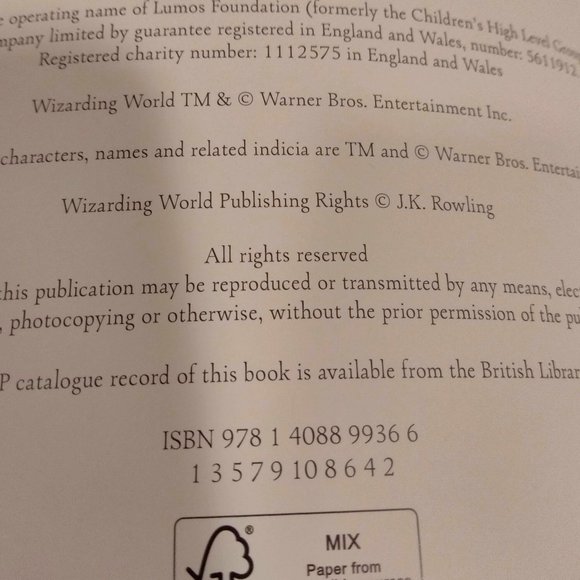 operating name of Lumos Foundation (formerly the Children's High Level Group
mpany limited by guarantee registered in England and Wales, number: 5611912
Registered charity number: 1112575 in England and Wales
Wizarding World TM & © Warner Bros. Entertainment Inc.
characters, names and related indicia are TM and © Warner Bros. Enterta
Wizarding World Publishing Rights © J.K. Rowling
All rights reserved
this publication may be reproduced or transmitted by any means, elec
, photocopying or otherwise, without the prior permission of the pu
P catalogue record of this book is available from the British Librar
ISBN 978 1 4088 9936 6
1 3 5 7 9 10 8 6 4 2
®
MIX
Paper from